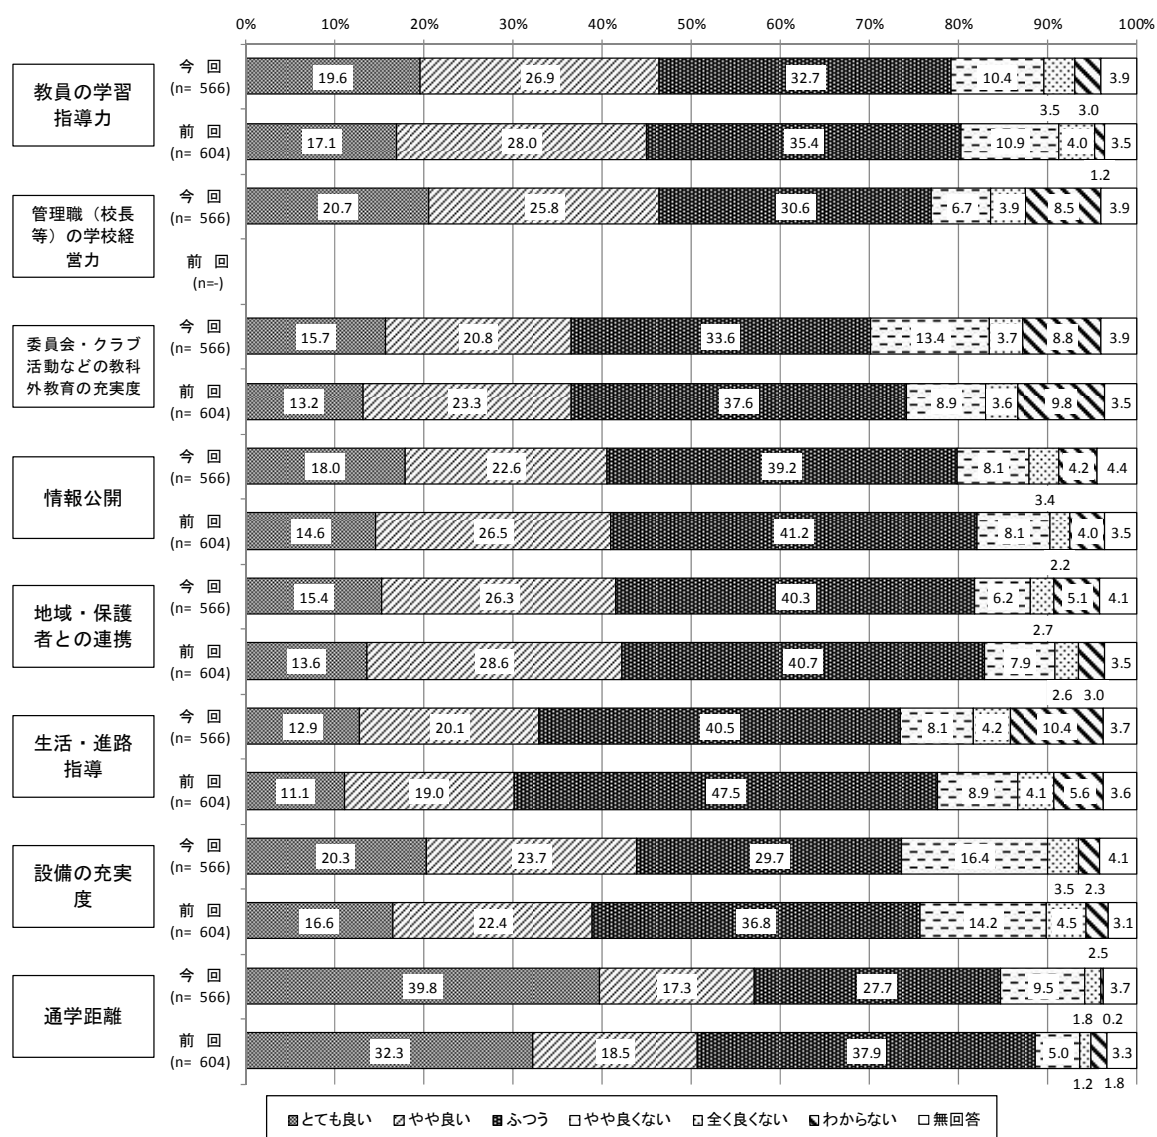 0% 10% 20% 30% 40% 50% 60% 70% 80% 90% 100%
教員の学習
指導力
今 回
(n= 566)
19.6 26.9 32.7 10.4 3.9
3.5 3.0
前 回
(n= 604)
17.1 28.0 35.4 10.9 4.0 3.5
1.2
管理職（校長
等）の学校経
営力
今 回
(n= 566)
20.7 25.8 30.6 6.7 3.9 8.5 3.9
前 回
(n=-)
委員会・クラブ
活動などの教科
外教育の充実度
今 回
(n= 566)
15.7 20.8 33.6 13.4 3.7 8.8 3.9
前 回
(n= 604)
13.2 23.3 37.6 8.9 3.6 9.8 3.5
情報公開
今 回
(n= 566)
18.0 22.6 39.2 8.1 4.2 4.4
3.4
前 回
(n= 604)
14.6 26.5 41.2 8.1 4.0 3.5
2.2
地域・保護
者との連携
今 回
(n= 566)
15.4 26.3 40.3 6.2 5.1 4.1
2.7
前 回
(n= 604)
13.6 28.6 40.7 7.9 3.5
2.6 3.0
生活・進路
指導
今 回
(n= 566)
12.9 20.1 40.5 8.1 4.2 10.4 3.7
前 回
(n= 604)
11.1 19.0 47.5 8.9 4.1 5.6 3.6
設備の充実
度
今 回
(n= 566)
20.3 23.7 29.7 16.4 4.1
3.5 2.3
前 回
(n= 604)
16.6 22.4 36.8 14.2 4.5 3.1
2.5
通学距離
今 回
(n= 566)
39.8 17.3 27.7 9.5 3.7
1.8 0.2
前 回
(n= 604)
32.3 18.5 37.9 5.0 3.3
1.2 1.8
とても良い やや良い ふつう やや良くない 全く良くない わからない 無回答